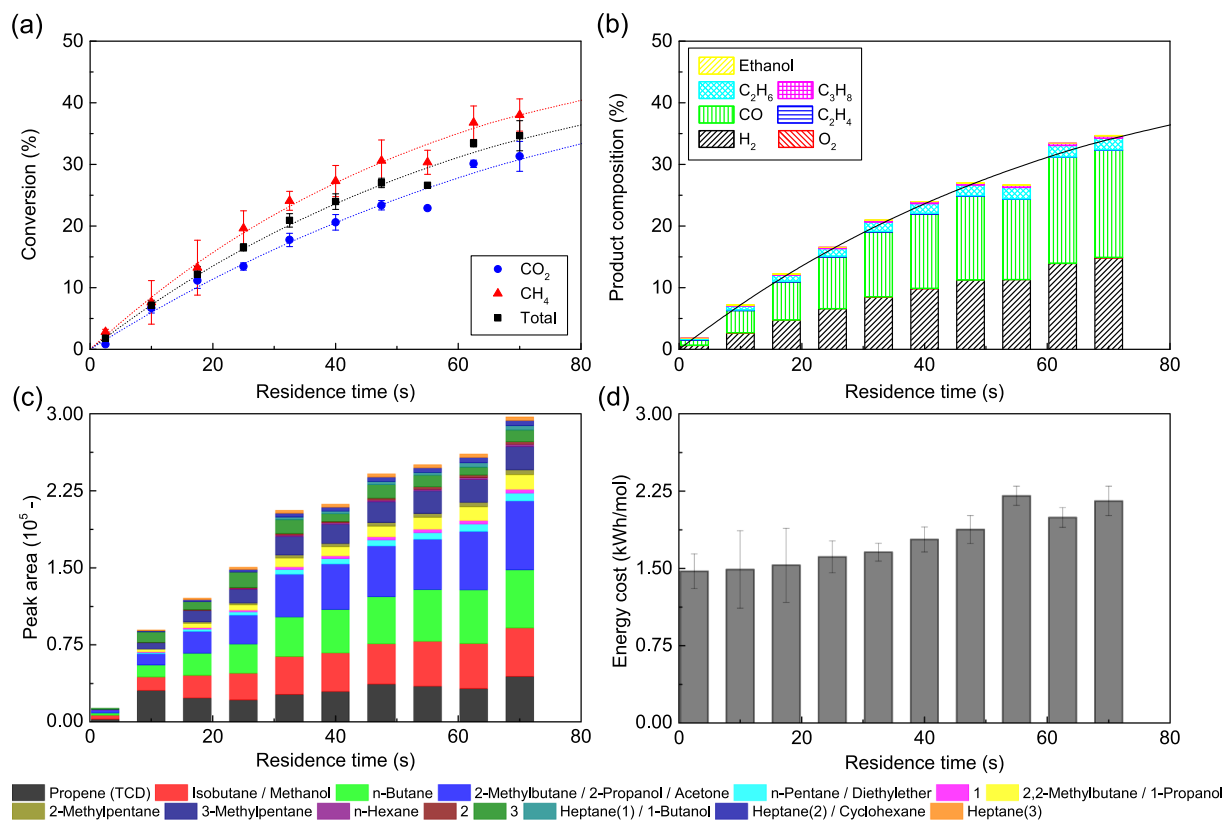 (a)
50
40
30
20
10
0
Conversion (%)
CO₂
CH₄
Total
0 20 40 60 80
Residence time (s)
(b)
50
40
30
20
10
0
Product composition (%)
Ethanol
C₂H₆ C₃H₈
CO C₂H₄
H₂ O₂
0 20 40 60 80
Residence time (s)
(c)
3.00
2.25
1.50
0.75
0.00
Peak area (10⁵ -)
0 20 40 60 80
Residence time (s)
(d)
3.00
2.25
1.50
0.75
0.00
Energy cost (kWh/mol)
0 20 40 60 80
Residence time (s)
Propene (TCD) Isobutane / Methanol n-Butane 2-Methylbutane / 2-Propanol / Acetone n-Pentane / Diethylether 1 2,2-Methylbutane / 1-Propanol
2-Methylpentane 3-Methylpentane n-Hexane 2 3 Heptane(1) / 1-Butanol Heptane(2) / Cyclohexane Heptane(3)